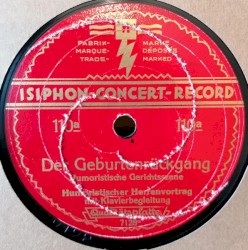 FABRIK- MARQUE- TRADE-
MARKE DÉPOSÉE MARKED
ISIPHON-CONCERT-RECORD
110a 110a
Der Geburtenrückgang
Humoristische Gerichtsszene
Humoristischer Herrenvortrag
mit Klavierbegleitung